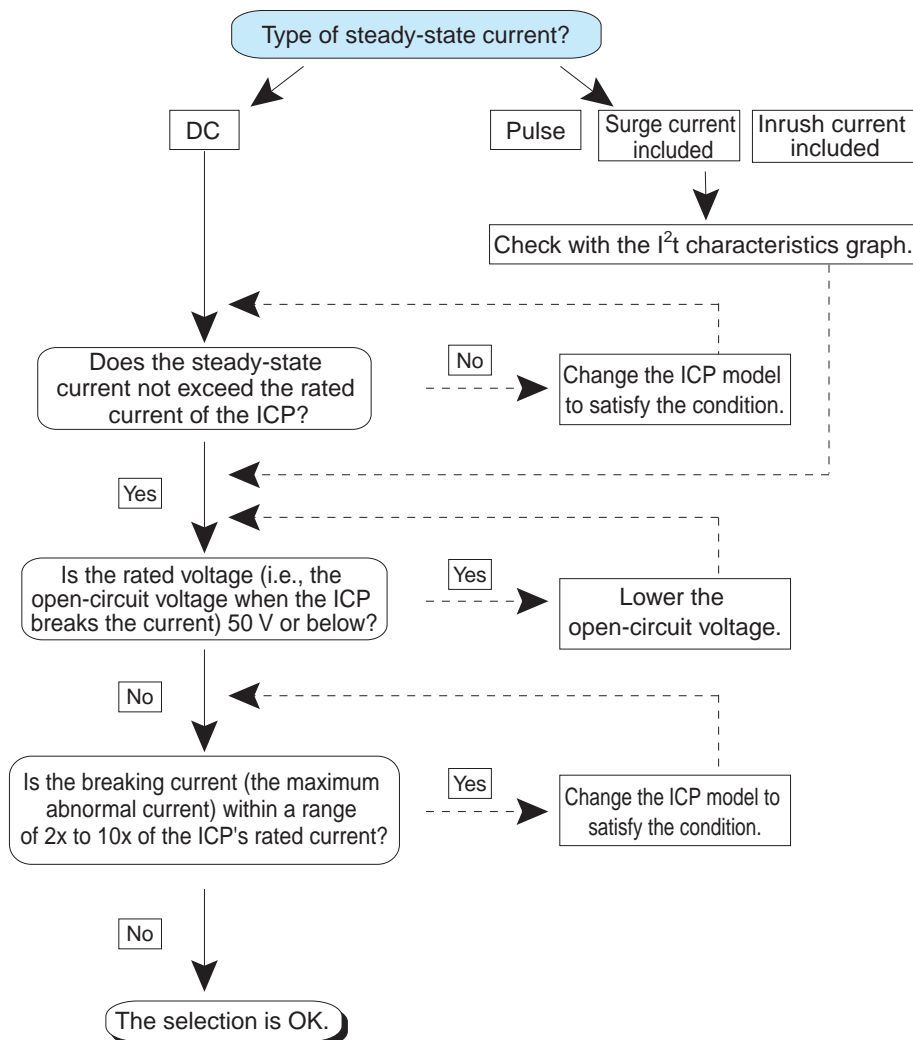 Type of steady-state current?
DC
Pulse
Surge current
included
Inrush current
included
Check with the I²t characteristics graph.
Does the steady-state
current not exceed the rated
current of the ICP?
No
Change the ICP model
to satisfy the condition.
Yes
Is the rated voltage (i.e., the
open-circuit voltage when the ICP
breaks the current) 50 V or below?
Yes
Lower the
open-circuit voltage.
No
Is the breaking current (the maximum
abnormal current) within a range
of 2x to 10x of the ICP's rated current?
Yes
Change the ICP model to
satisfy the condition.
No
The selection is OK.